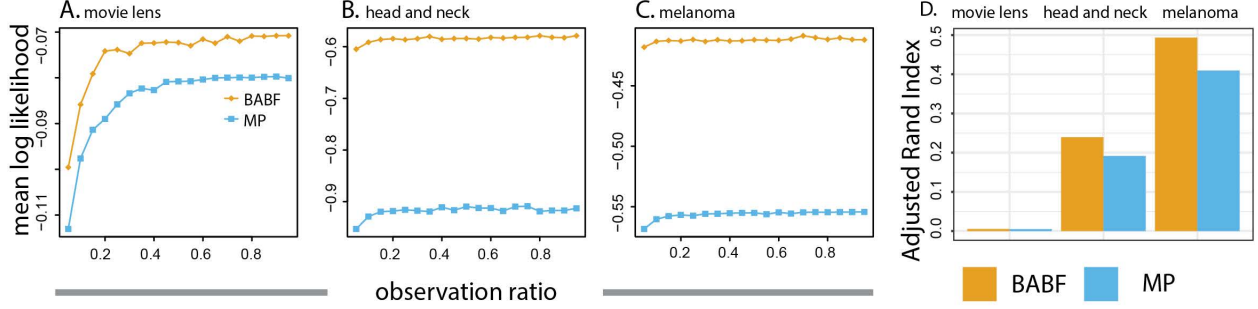 A. movie lens
B. head and neck
C. melanoma
D.
movie lens head and neck melanoma
mean log likelihood
−0.07
−0.09
−0.11
BABF
MP
0.2 0.4 0.6 0.8
−0.6
−0.7
−0.8
−0.9
0.2 0.4 0.6 0.8
−0.45
−0.50
−0.55
0.2 0.4 0.6 0.8
observation ratio
Adjusted Rand Index
0.5
0.4
0.3
0.2
0.1
0.0
BABF MP